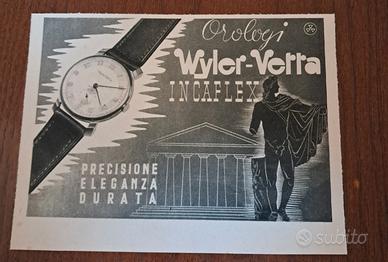 Orologi
Wyler-Vetta
INCAFLEX
PRECISIONE
ELEGANZA
DURATA
subito